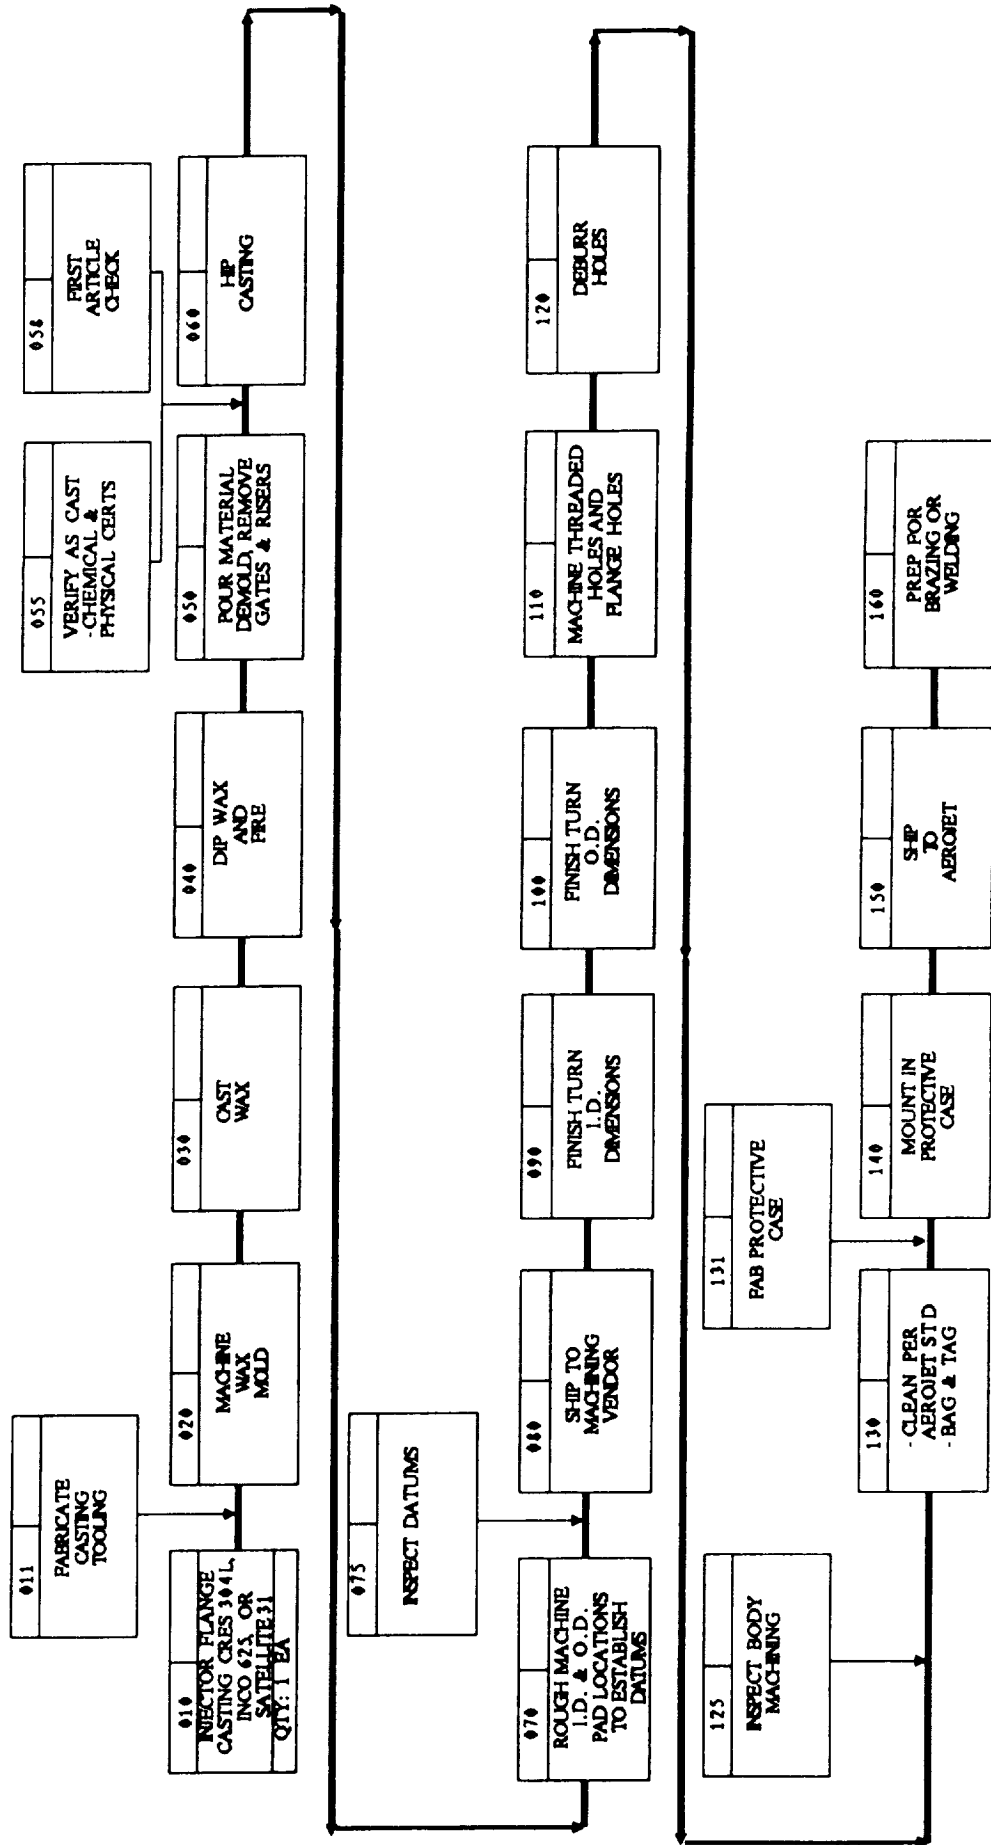 011
FABRICATE
CASTING
TOOLING
055
VERIFY AS CAST
-CHEMICAL &
PHYSICAL CERTS
058
FIRST
ARTICLE
CHECK
010
INJECTOR FLANGE
CASTING CRES 304L,
INCO 625, OR
SATELLITE 31
QTY: 1 EA
020
MACHINE
WAX
MOLD
030
CAST
WAX
040
DIP WAX
AND
FIRE
050
POUR MATERIAL
DEMOLD, REMOVE
GATES & RISERS
060
HIP
CASTING
075
INSPECT DATUMS
070
ROUGH MACHINE
I.D. & O.D.
PAD LOCATIONS
TO ESTABLISH
DATUMS
080
SHIP TO
MACHINING
VENDOR
090
FINISH TURN
I.D.
DIMENSIONS
100
FINISH TURN
O.D.
DIMENSIONS
110
MACHINE THREADED
HOLES AND
FLANGE HOLES
120
DEBURR
HOLES
125
INSPECT BODY
MACHINING
131
FAB PROTECTIVE
CASE
130
- CLEAN PER
AEROJET STD
- BAG & TAG
140
MOUNT IN
PROTECTIVE
CASE
150
SHIP
TO
AEROJET
160
PREP FOR
BRAZING OR
WELDING